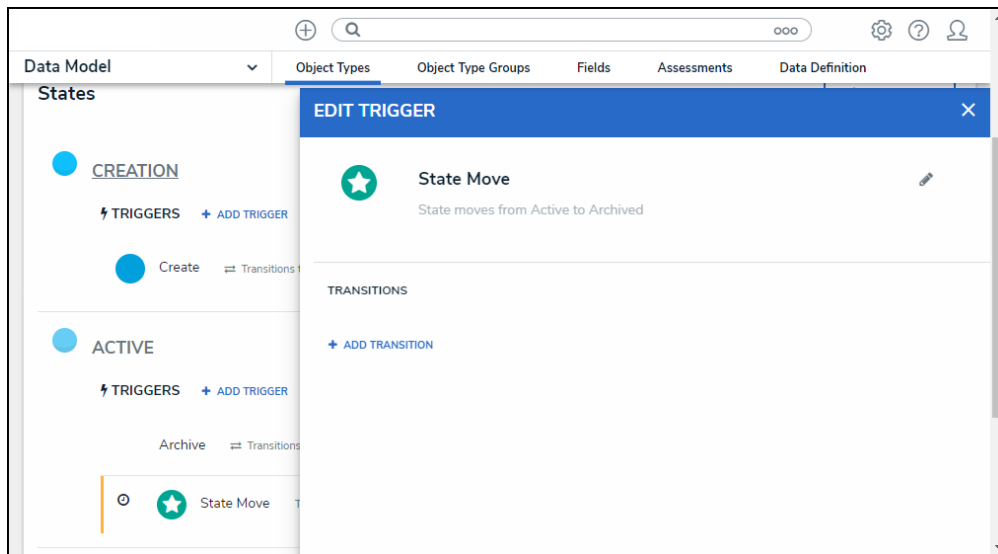 Data Model
Object Types
Object Type Groups
Fields
Assessments
Data Definition
States
CREATION
TRIGGERS
+ ADD TRIGGER
Create
Transitions
ACTIVE
TRIGGERS
+ ADD TRIGGER
Archive
Transitions
State Move
EDIT TRIGGER
State Move
State moves from Active to Archived
TRANSITIONS
+ ADD TRANSITION